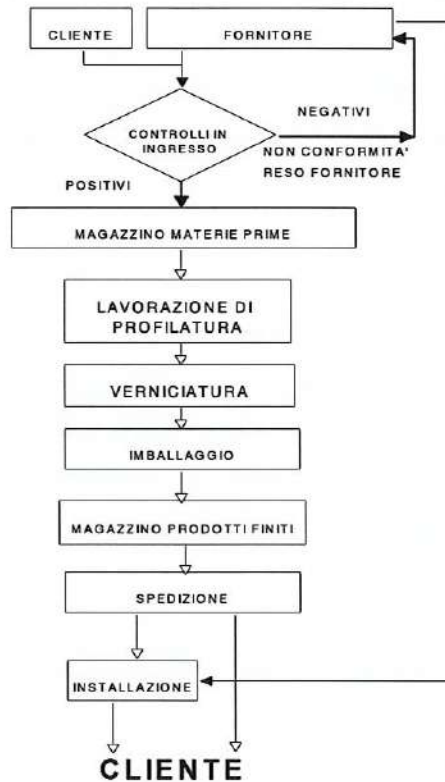 CLIENTE
FORNITORE
CONTROLLI IN
INGRESSO
NEGATIVI
NON CONFORMITA'
RESO FORNITORE
POSITIVI
MAGAZZINO MATERIE PRIME
LAVORAZIONE DI
PROFILATURA
VERNICIATURA
IMBALLAGGIO
MAGAZZINO PRODOTTI FINITI
SPEDIZIONE
INSTALLAZIONE
CLIENTE